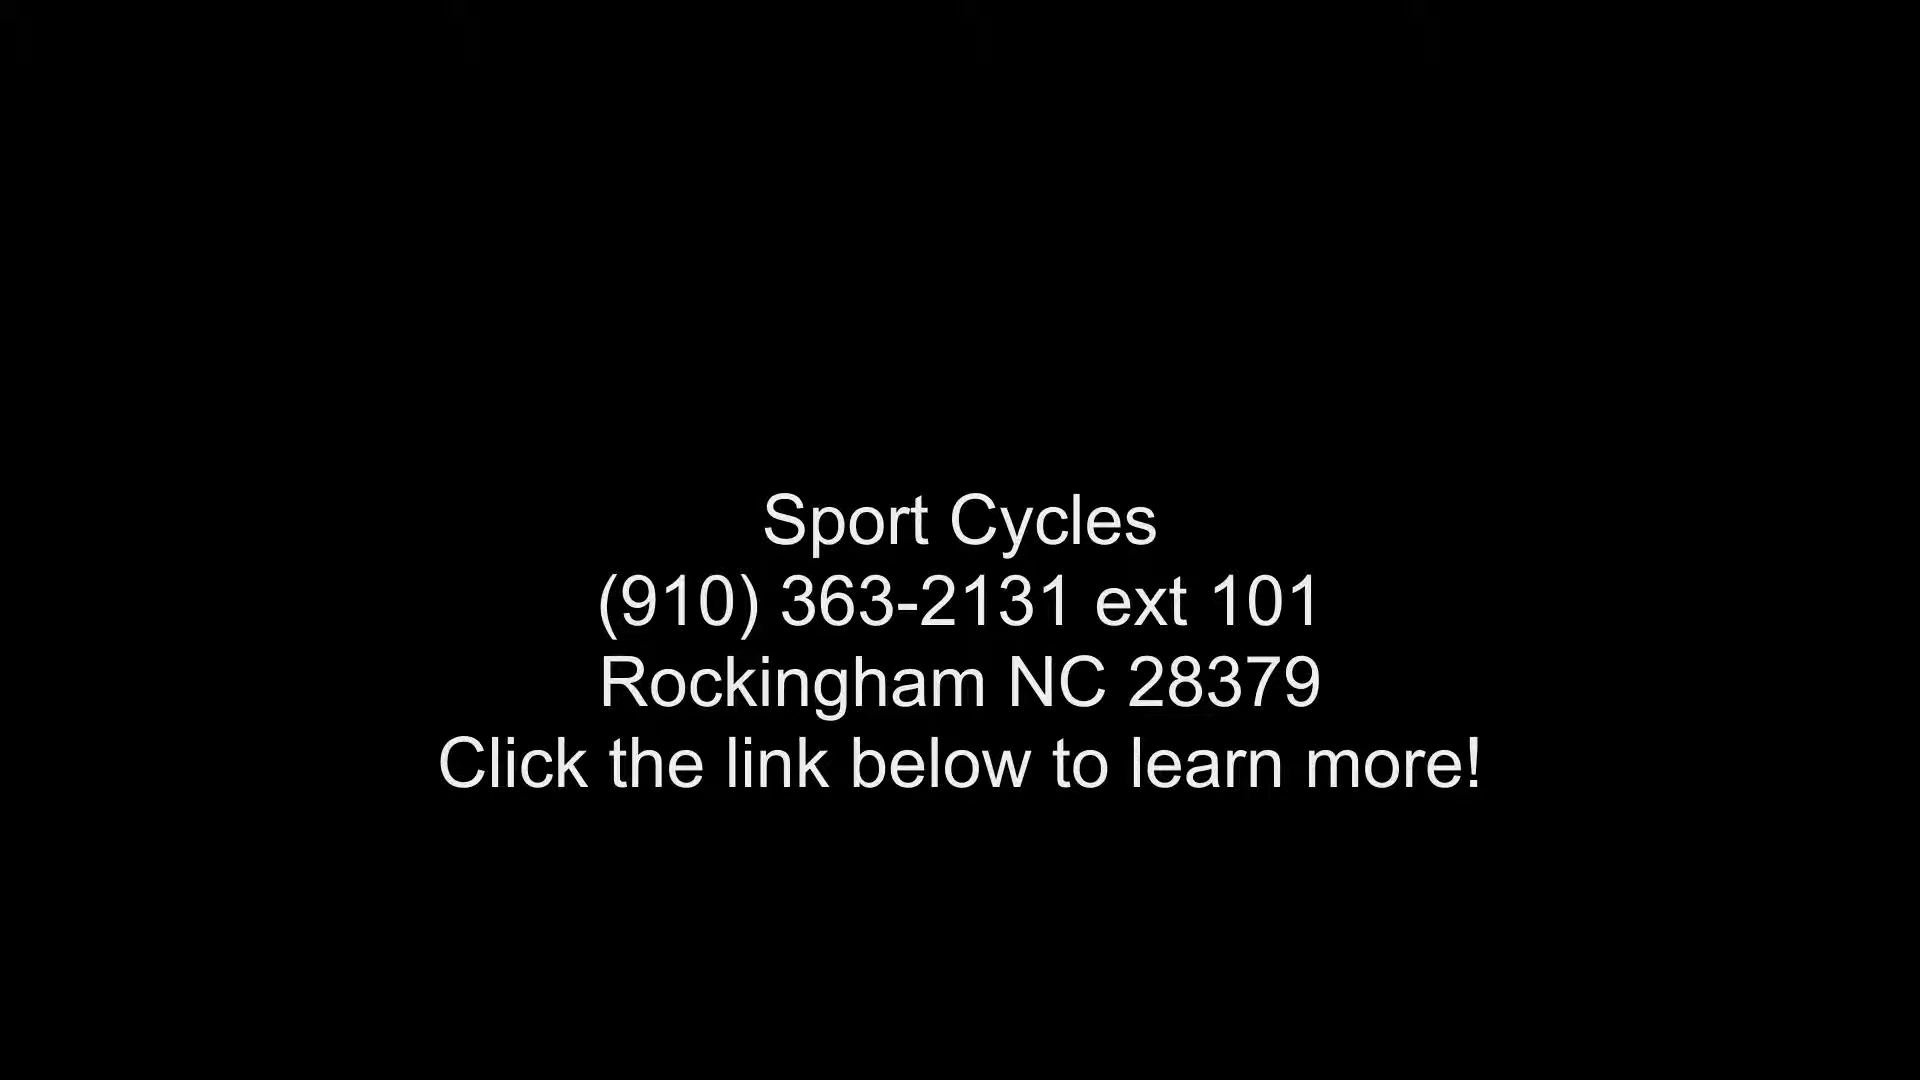 Sport Cycles
(910) 363-2131 ext 101
Rockingham NC 28379
Click the link below to learn more!